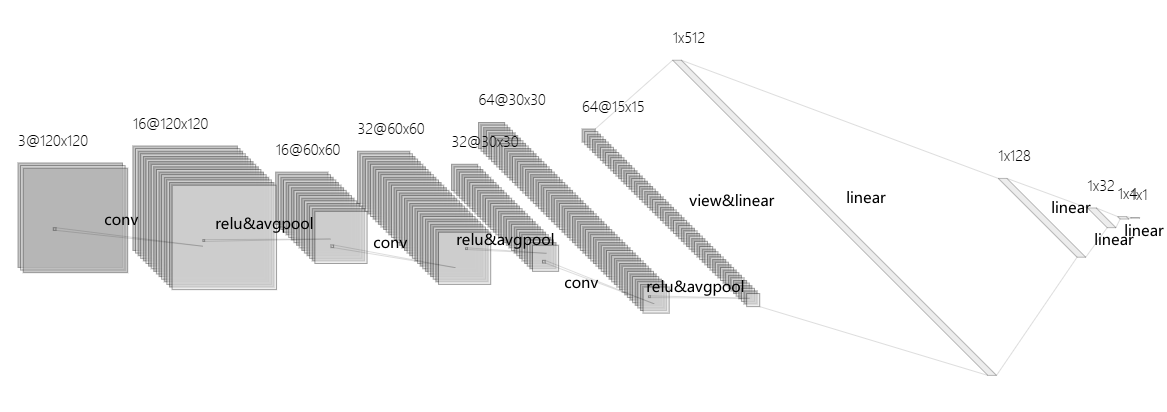 1x512
64@30x30
64@15x15
16@120x120
32@60x60
3@120x120
16@60x60
32@30x30
1x128
1x32
1x4
1x1
conv
relu&avgpool
conv
relu&avgpool
conv
relu&avgpool
view&linear
linear
linear
linear
linear